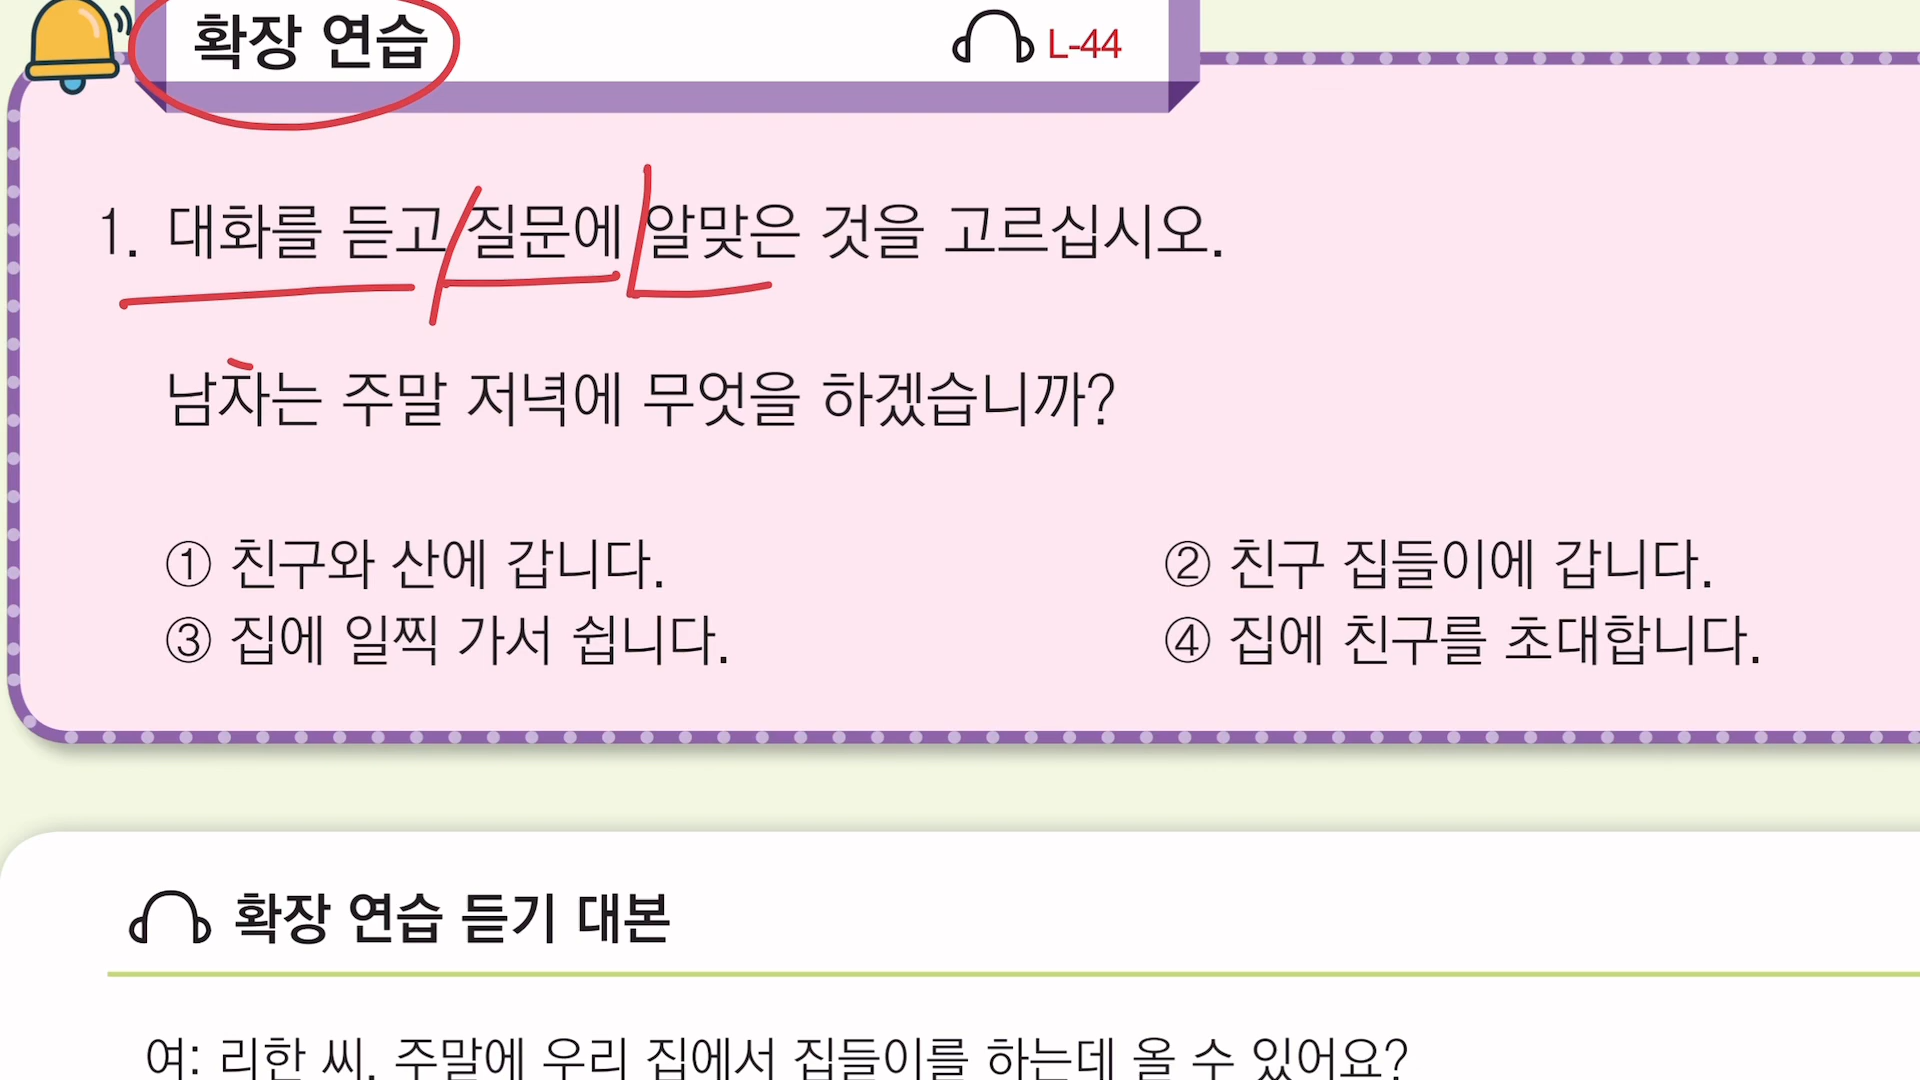 확장 연습
L-44
1. 대화를 듣고 질문에 알맞은 것을 고르십시오.
남자는 주말 저녁에 무엇을 하겠습니까?
① 친구와 산에 갑니다.
② 친구 집들이에 갑니다.
③ 집에 일찍 가서 쉽니다.
④ 집에 친구를 초대합니다.
확장 연습 듣기 대본
여: 리한 씨, 주말에 우리 집에서 집들이를 하는데 올 수 있어요?